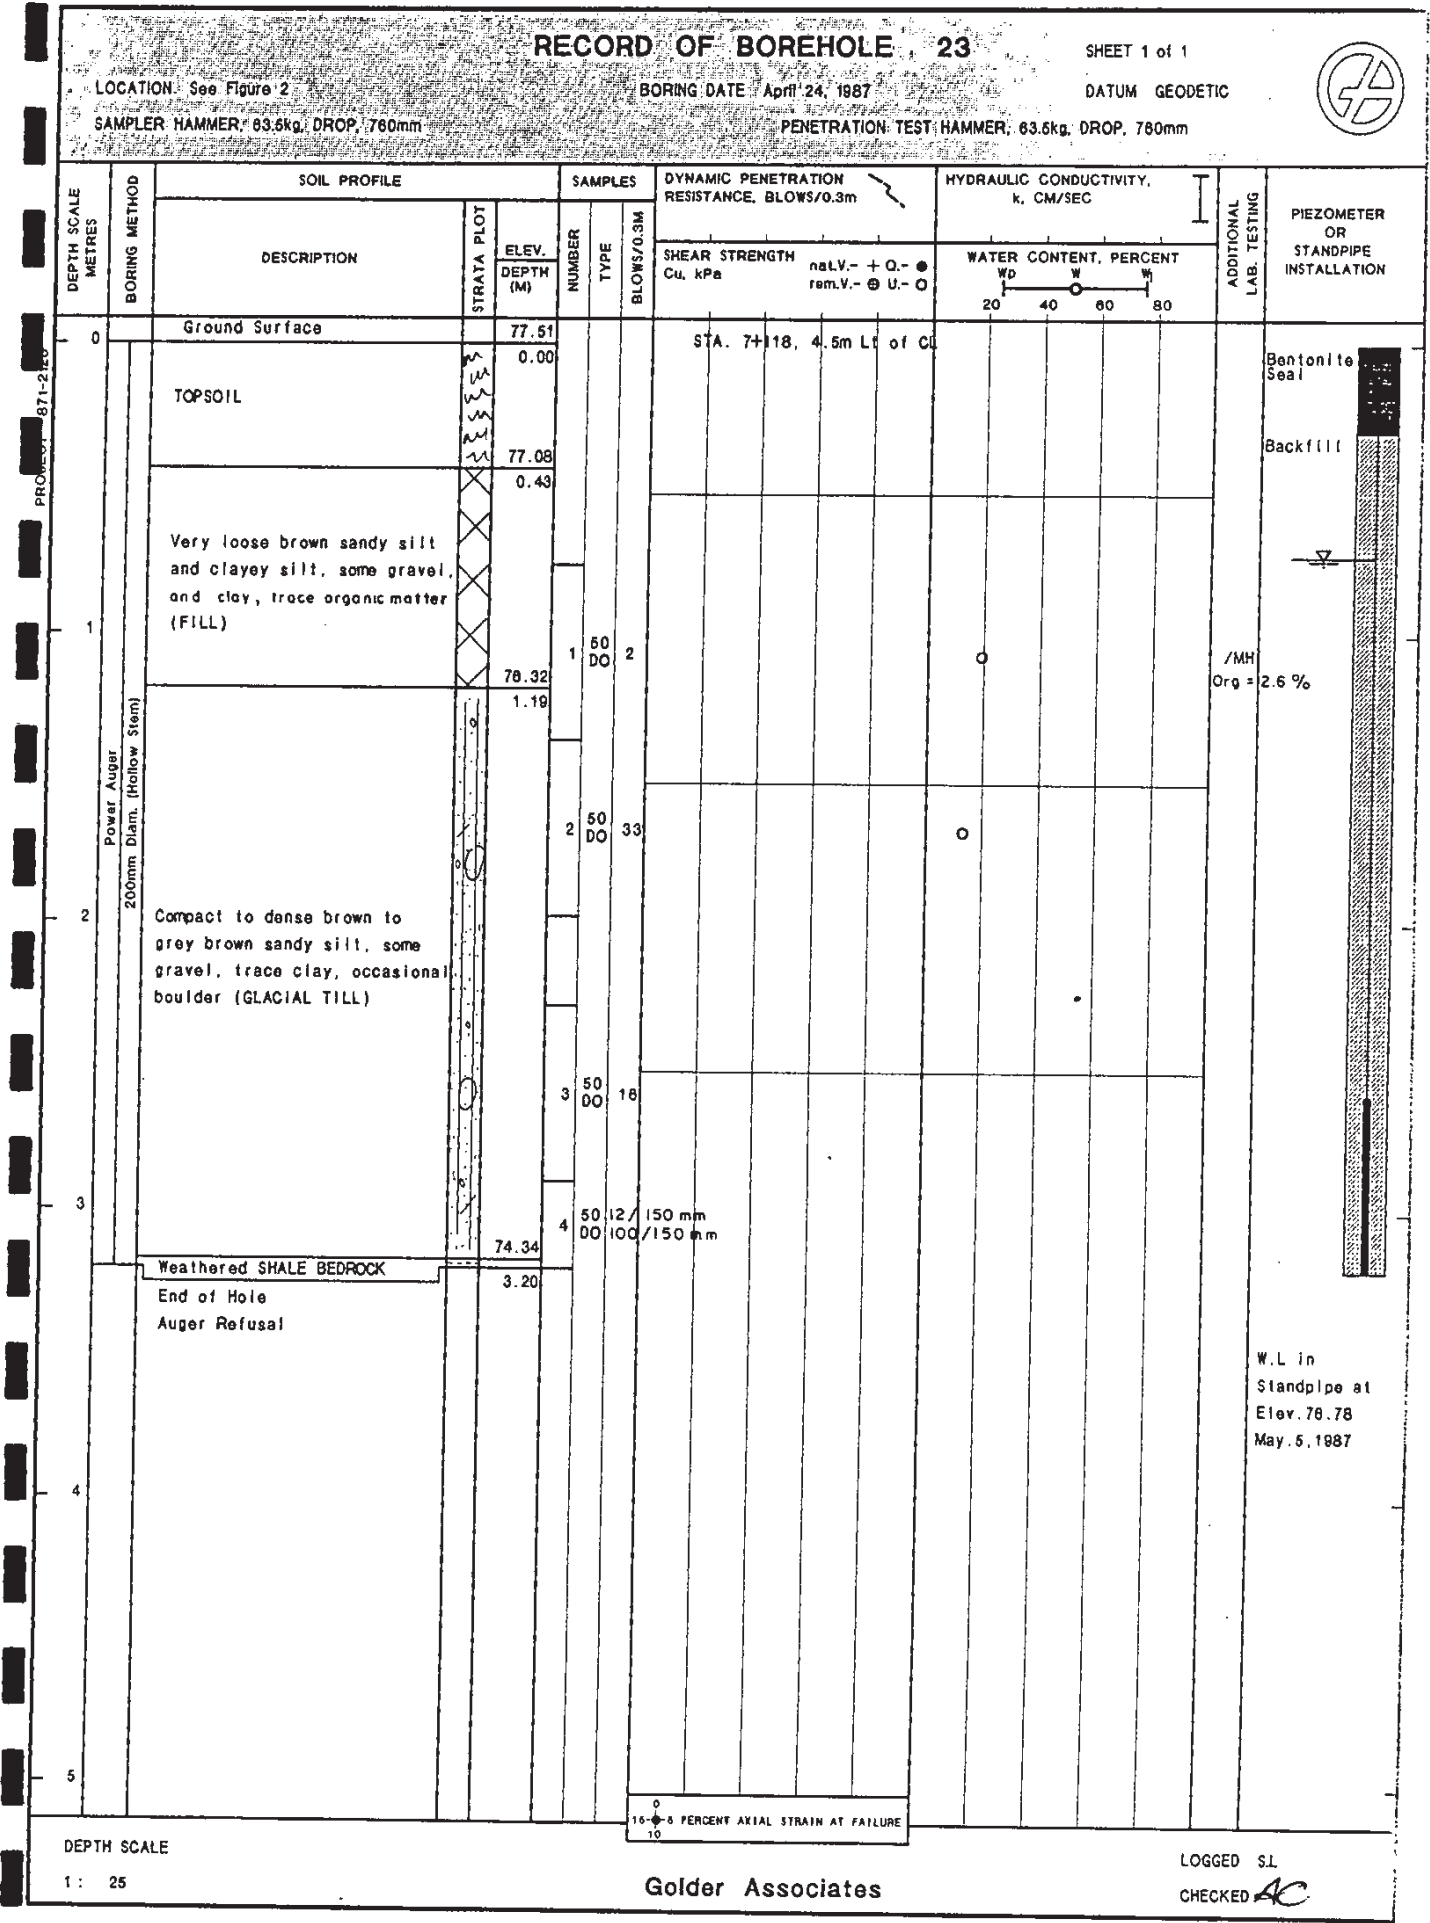 RECORD OF BOREHOLE 23
SHEET 1 of 1
LOCATION. See Figure 2
BORING DATE April 24, 1987
DATUM GEODETIC
SAMPLER HAMMER, 63.5kg, DROP, 760mm
PENETRATION TEST HAMMER, 63.5kg, DROP, 760mm
DEPTH SCALE
METRES
BORING METHOD
SOIL PROFILE
DESCRIPTION
STRATA PLOT
ELEV.
DEPTH
(M)
SAMPLES
NUMBER
TYPE
BLOWS/0.3M
DYNAMIC PENETRATION
RESISTANCE, BLOWS/0.3m
SHEAR STRENGTH
Cu, kPa
nat.V.- + Q.- ●
rem.V.- ⊕ U.- O
HYDRAULIC CONDUCTIVITY,
k, CM/SEC
WATER CONTENT, PERCENT
Wp W Wl
20 40 60 80
ADDITIONAL
LAB. TESTING
PIEZOMETER
OR
STANDPIPE
INSTALLATION
0
Ground Surface
77.51
0.00
STA. 7+118, 4.5m Lt of CL
Bentonite
Seal
TOPSOIL
77.08
0.43
Backfill
Very loose brown sandy silt
and clayey silt, some gravel,
and clay, trace organic matter
(FILL)
1
76.32
1.19
1 50 DO 2
/MH
Org = 2.6 %
Power Auger
200mm Diam. (Hollow Stem)
2 50 DO 33
2
Compact to dense brown to
grey brown sandy silt, some
gravel, trace clay, occasional
boulder (GLACIAL TILL)
3 50 DO 18
3
4 50 12/150 mm
DO 100/150 mm
74.34
Weathered SHALE BEDROCK
3.20
End of Hole
Auger Refusal
W.L in
Standpipe at
Elev. 76.78
May. 5, 1987
4
5
0
15 5 PERCENT AXIAL STRAIN AT FAILURE
10
DEPTH SCALE
1 : 25
Golder Associates
LOGGED S.L
CHECKED AC